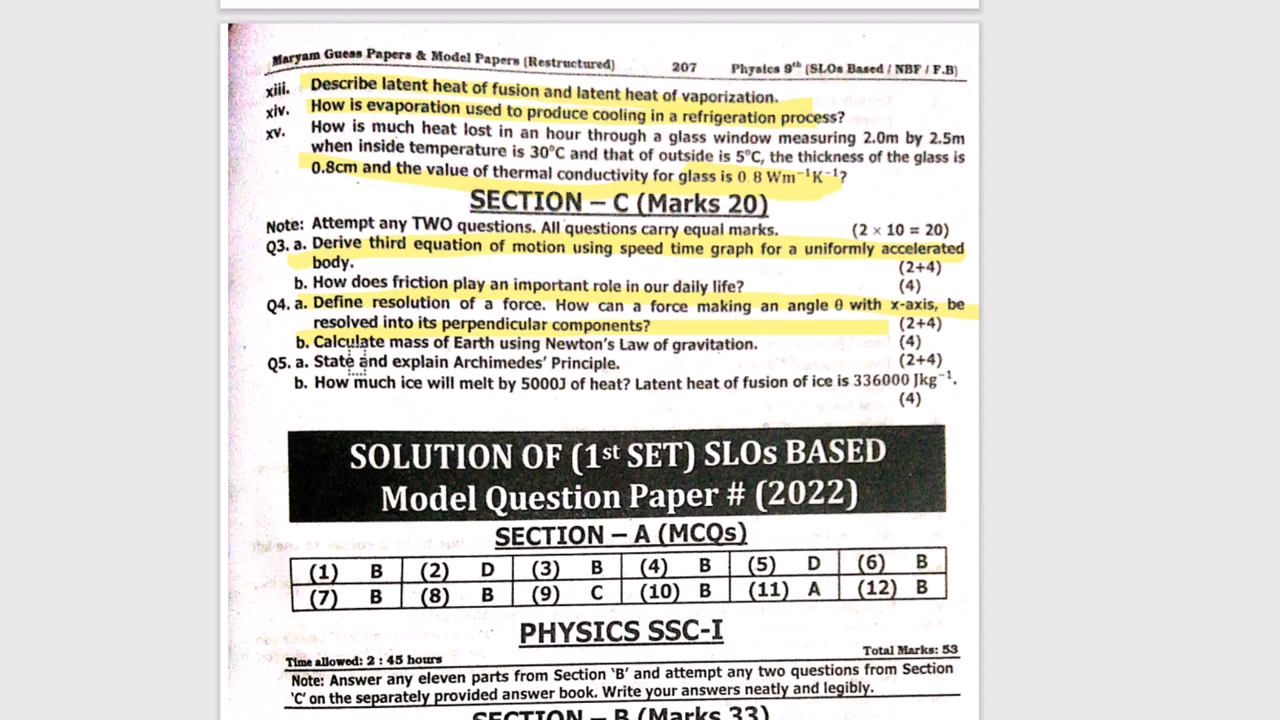 Maryam Guess Papers & Model Papers (Restructured) 207 Physics 9th (SLOs Based / NBF / F.B)
xiii. Describe latent heat of fusion and latent heat of vaporization.
xiv. How is evaporation used to produce cooling in a refrigeration process?
xv. How is much heat lost in an hour through a glass window measuring 2.0m by 2.5m
when inside temperature is 30°C and that of outside is 5°C, the thickness of the glass is
0.8cm and the value of thermal conductivity for glass is 0.8 Wm⁻¹K⁻¹?
SECTION – C (Marks 20)
Note: Attempt any TWO questions. All questions carry equal marks. (2 × 10 = 20)
Q3. a. Derive third equation of motion using speed time graph for a uniformly accelerated
body. (2+4)
b. How does friction play an important role in our daily life? (4)
Q4. a. Define resolution of a force. How can a force making an angle θ with x-axis, be
resolved into its perpendicular components? (2+4)
b. Calculate mass of Earth using Newton's Law of gravitation. (4)
Q5. a. State and explain Archimedes' Principle. (2+4)
b. How much ice will melt by 5000J of heat? Latent heat of fusion of ice is 336000 Jkg⁻¹.
(4)
SOLUTION OF (1st SET) SLOs BASED
Model Question Paper # (2022)
SECTION – A (MCQs)
(1) B (2) D (3) B (4) B (5) D (6) B
(7) B (8) B (9) C (10) B (11) A (12) B
PHYSICS SSC-I
Time allowed: 2 : 45 hours Total Marks: 53
Note: Answer any eleven parts from Section 'B' and attempt any two questions from Section
'C' on the separately provided answer book. Write your answers neatly and legibly.
SECTION – B (Marks 33)